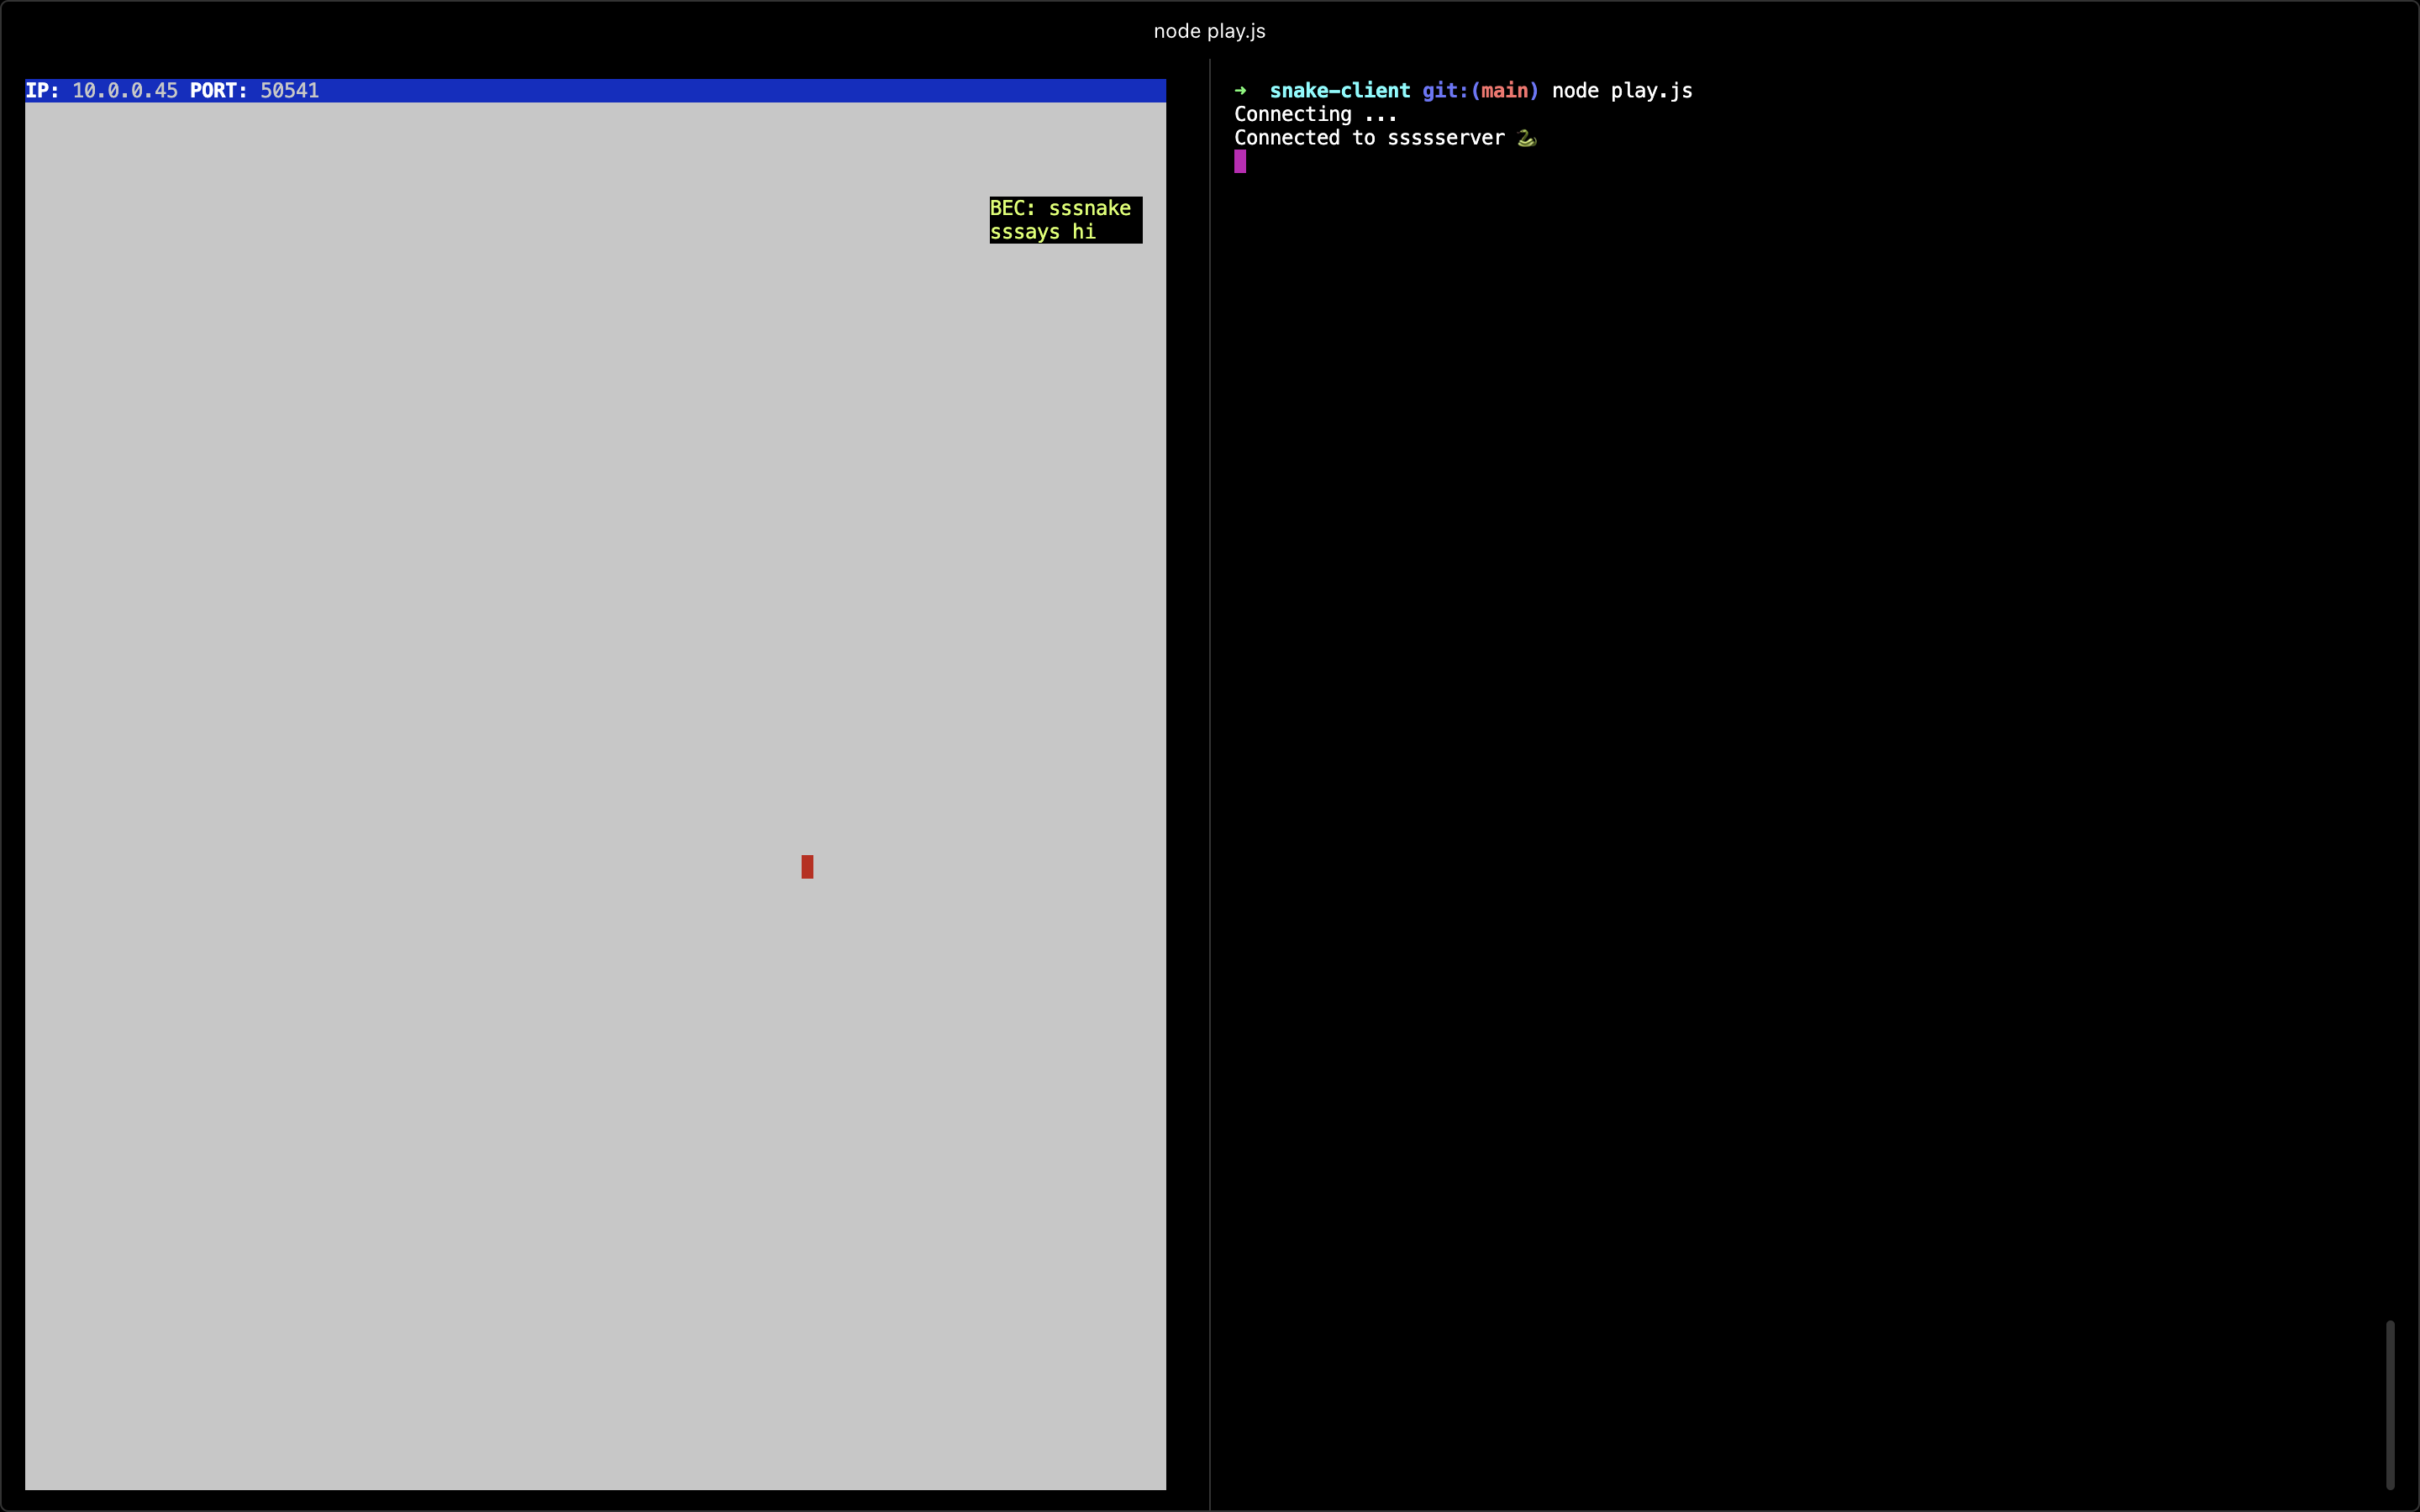 node play.js
IP: 10.0.0.45 PORT: 50541
BEC: sssnake
sssays hi
➜  snake-client git:(main) node play.js
Connecting ...
Connected to ssssserver 🐍